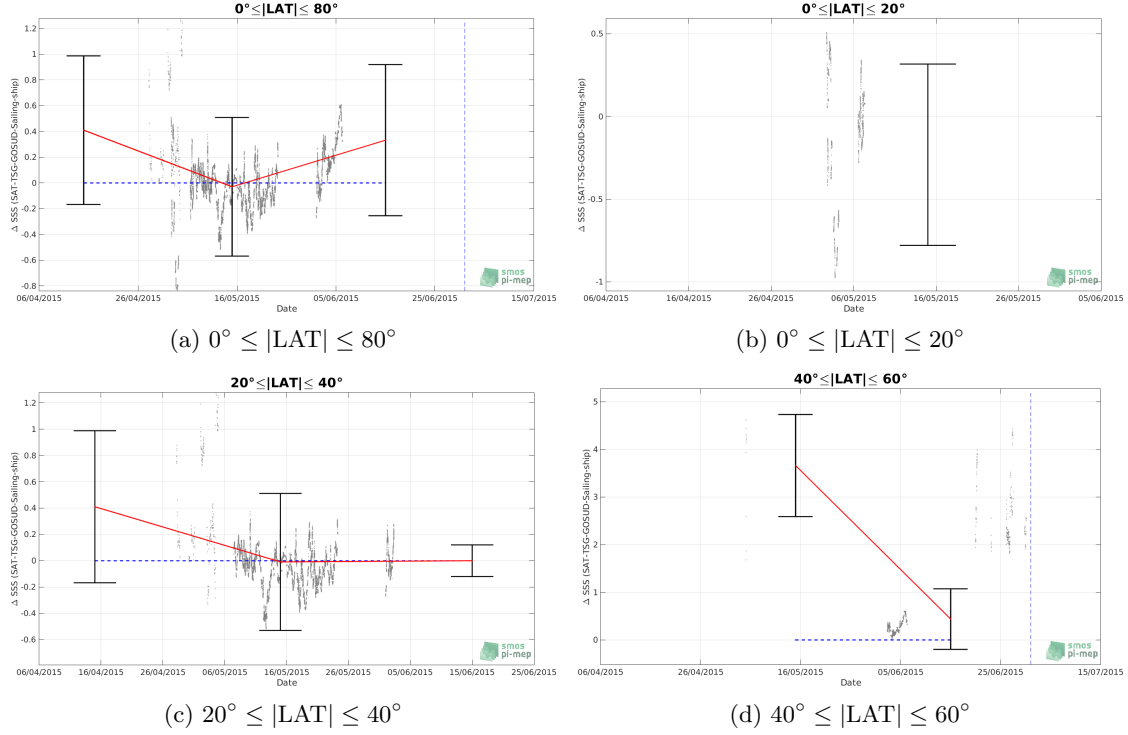 0°≤|LAT|≤ 80°
Δ SSS (SAT-TSG-GOSUD-Sailing-ship)
1.2
1
0.8
0.6
0.4
0.2
0
-0.2
-0.4
-0.6
-0.8
06/04/2015 26/04/2015 16/05/2015 05/06/2015 25/06/2015 15/07/2015
Date
smos
pi-mep
(a) 0° ≤ |LAT| ≤ 80°
0°≤|LAT|≤ 20°
Δ SSS (SAT-TSG-GOSUD-Sailing-ship)
0.5
0
-0.5
-1
06/04/2015 16/04/2015 26/04/2015 06/05/2015 16/05/2015 26/05/2015 05/06/2015
Date
smos
pi-mep
(b) 0° ≤ |LAT| ≤ 20°
20°≤|LAT|≤ 40°
Δ SSS (SAT-TSG-GOSUD-Sailing-ship)
1.2
1
0.8
0.6
0.4
0.2
0
-0.2
-0.4
-0.6
06/04/2015 16/04/2015 26/04/2015 06/05/2015 16/05/2015 26/05/2015 05/06/2015 15/06/2015 25/06/2015
Date
smos
pi-mep
(c) 20° ≤ |LAT| ≤ 40°
40°≤|LAT|≤ 60°
Δ SSS (SAT-TSG-GOSUD-Sailing-ship)
5
4
3
2
1
0
06/04/2015 26/04/2015 16/05/2015 05/06/2015 25/06/2015 15/07/2015
Date
smos
pi-mep
(d) 40° ≤ |LAT| ≤ 60°